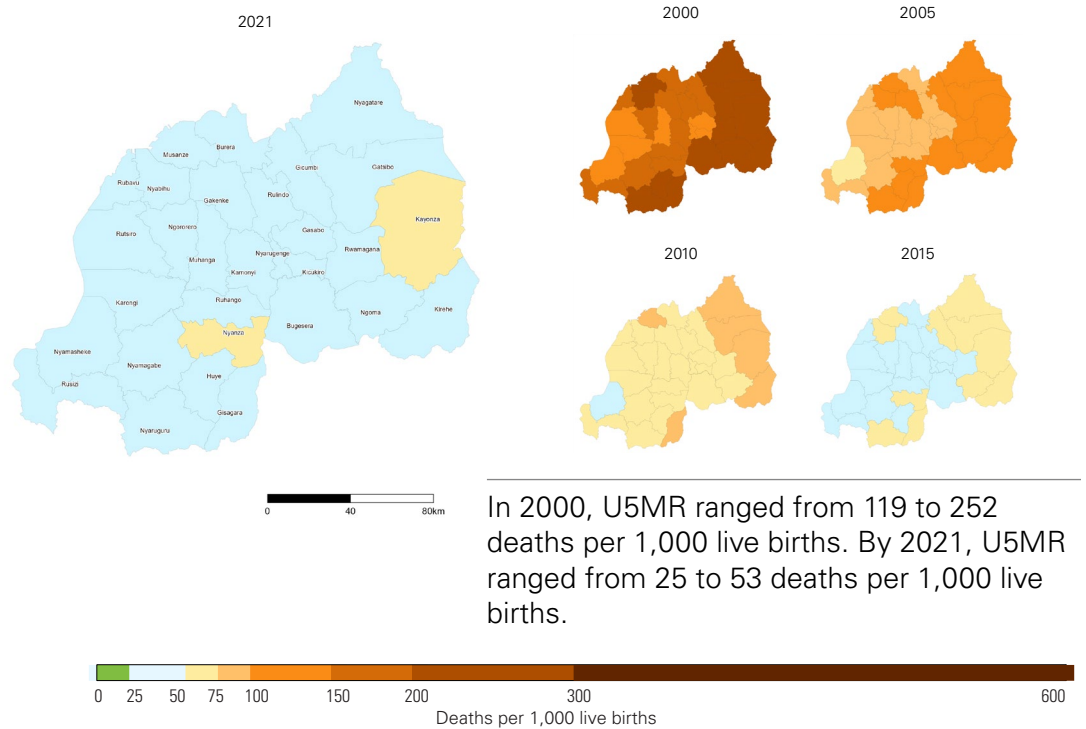 2021
Nyagatare
Burera
Musanze
Gicumbi
Gatsibo
Rubavu
Nyabihu
Rulindo
Gakenke
Kayonza
Rutsiro
Ngororero
Gasabo
Rwamagana
Muhanga
Nyarugenge
Kamonyi
Kicukiro
Karongi
Ruhango
Ngoma
Kirehe
Bugesera
Nyanza
Nyamasheke
Nyamagabe
Huye
Rusizi
Gisagara
Nyaruguru
0 40 80km
2000
2005
2010
2015
In 2000, U5MR ranged from 119 to 252
deaths per 1,000 live births. By 2021, U5MR
ranged from 25 to 53 deaths per 1,000 live
births.
0 25 50 75 100 150 200 300 600
Deaths per 1,000 live births